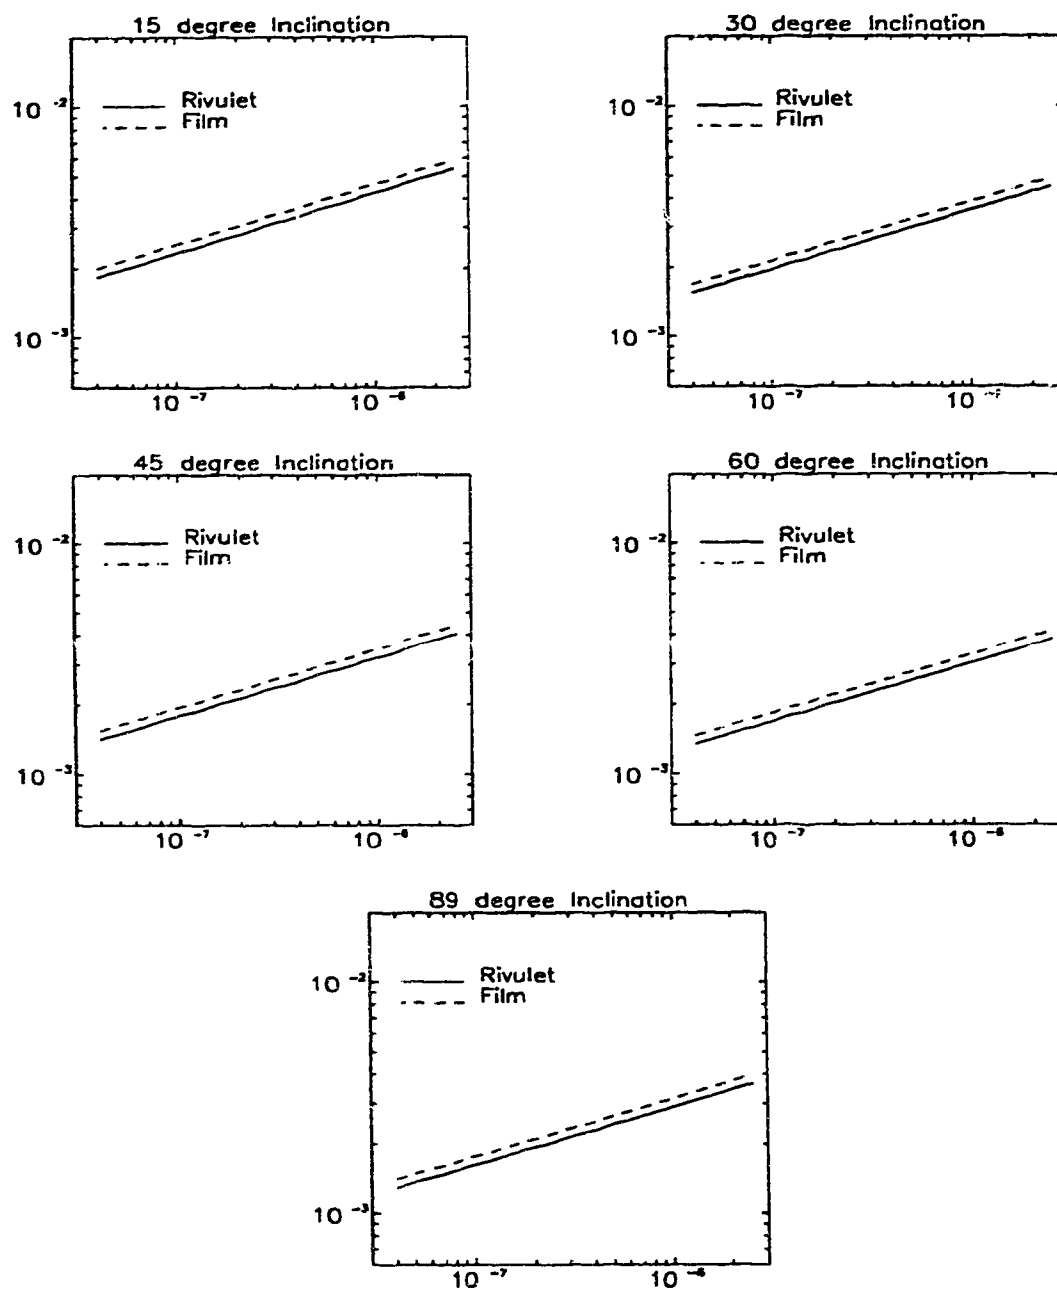 15 degree Inclination
10⁻²
Rivulet
Film
10⁻³
10⁻⁷
10⁻⁶
30 degree Inclination
10⁻²
Rivulet
Film
10⁻³
10⁻⁷
10
45 degree Inclination
10⁻²
Rivulet
Film
10⁻³
10⁻⁷
10⁻⁶
60 degree Inclination
10⁻²
Rivulet
Film
10⁻³
10⁻⁷
10⁻⁶
89 degree Inclination
10⁻²
Rivulet
Film
10⁻³
10⁻⁷
10⁻⁶